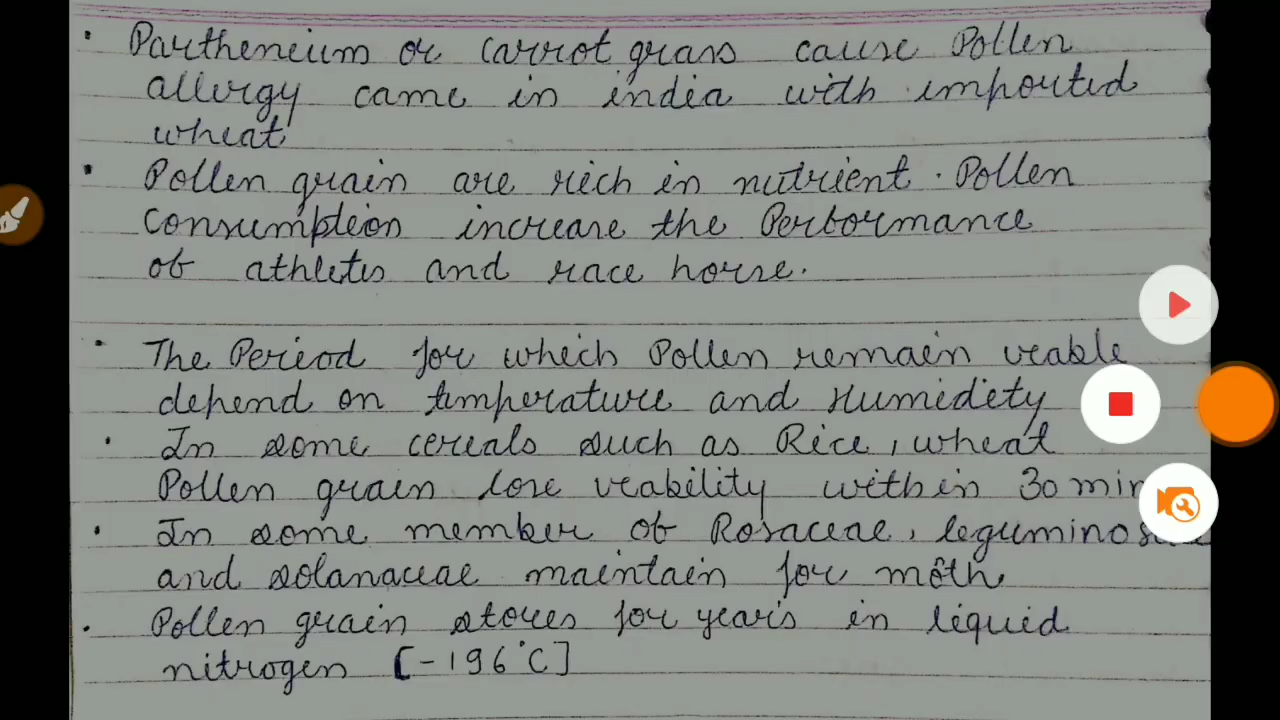 • Parthenium or carrot grass cause Pollen
allergy came in india with imported
wheat
• Pollen grain are rich in nutrient. Pollen
consumption increase the Performance
of athletes and race horse.
• The Period for which Pollen remain viable
depend on temperature and Humidity
• In some cereals such as Rice, wheat
Pollen grain lose viability within 30 min
• In some member of Rosaceae, leguminos
and solanaceae maintain for moth
• Pollen grain stores for years in liquid
nitrogen [-196°C]